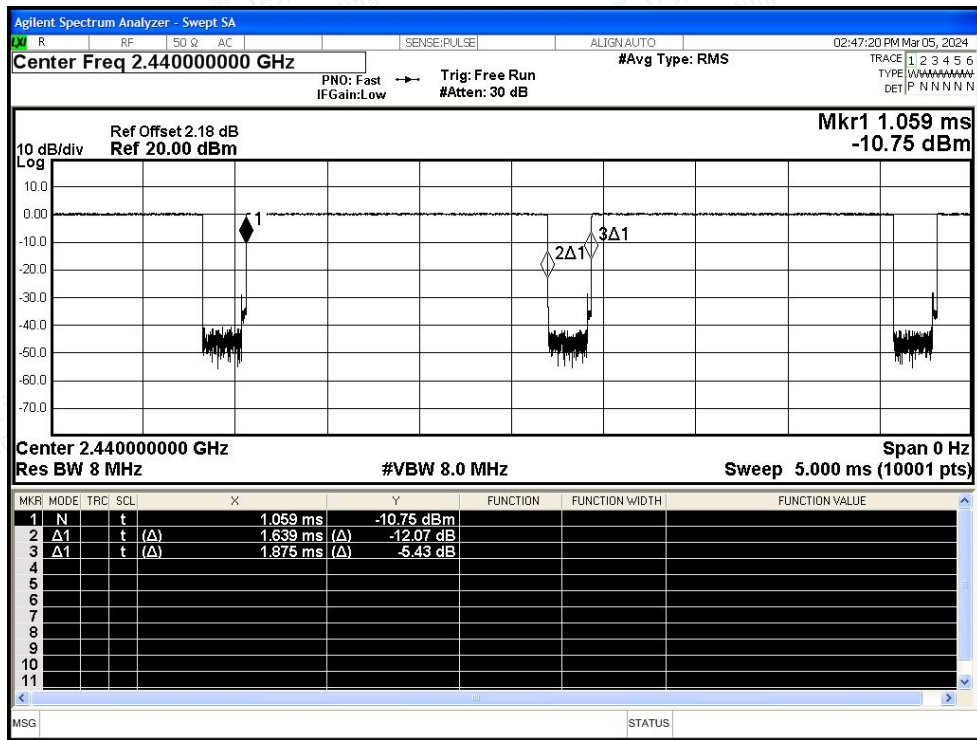 Agilent Spectrum Analyzer - Swept SA
LXI R RF 50 Ω AC SENSE:PULSE ALIGN AUTO 02:47:20 PM Mar 05, 2024
Center Freq 2.440000000 GHz #Avg Type: RMS TRACE 1 2 3 4 5 6
PNO: Fast Trig: Free Run TYPE W
IFGain:Low #Atten: 30 dB DET P N N N N N
Mkr1 1.059 ms
Ref Offset 2.18 dB
10 dB/div Ref 20.00 dBm -10.75 dBm
Log
10.0
0.00
1
-10.0
3Δ1
2Δ1
-20.0
-30.0
-40.0
-50.0
-60.0
-70.0
Center 2.440000000 GHz Span 0 Hz
Res BW 8 MHz #VBW 8.0 MHz Sweep 5.000 ms (10001 pts)
MKR MODE TRC SCL X Y FUNCTION FUNCTION WIDTH FUNCTION VALUE
1 N t 1.059 ms -10.75 dBm
2 Δ1 t (Δ) 1.639 ms (Δ) -12.07 dB
3 Δ1 t (Δ) 1.875 ms (Δ) -5.43 dB
4
5
6
7
8
9
10
11
MSG STATUS